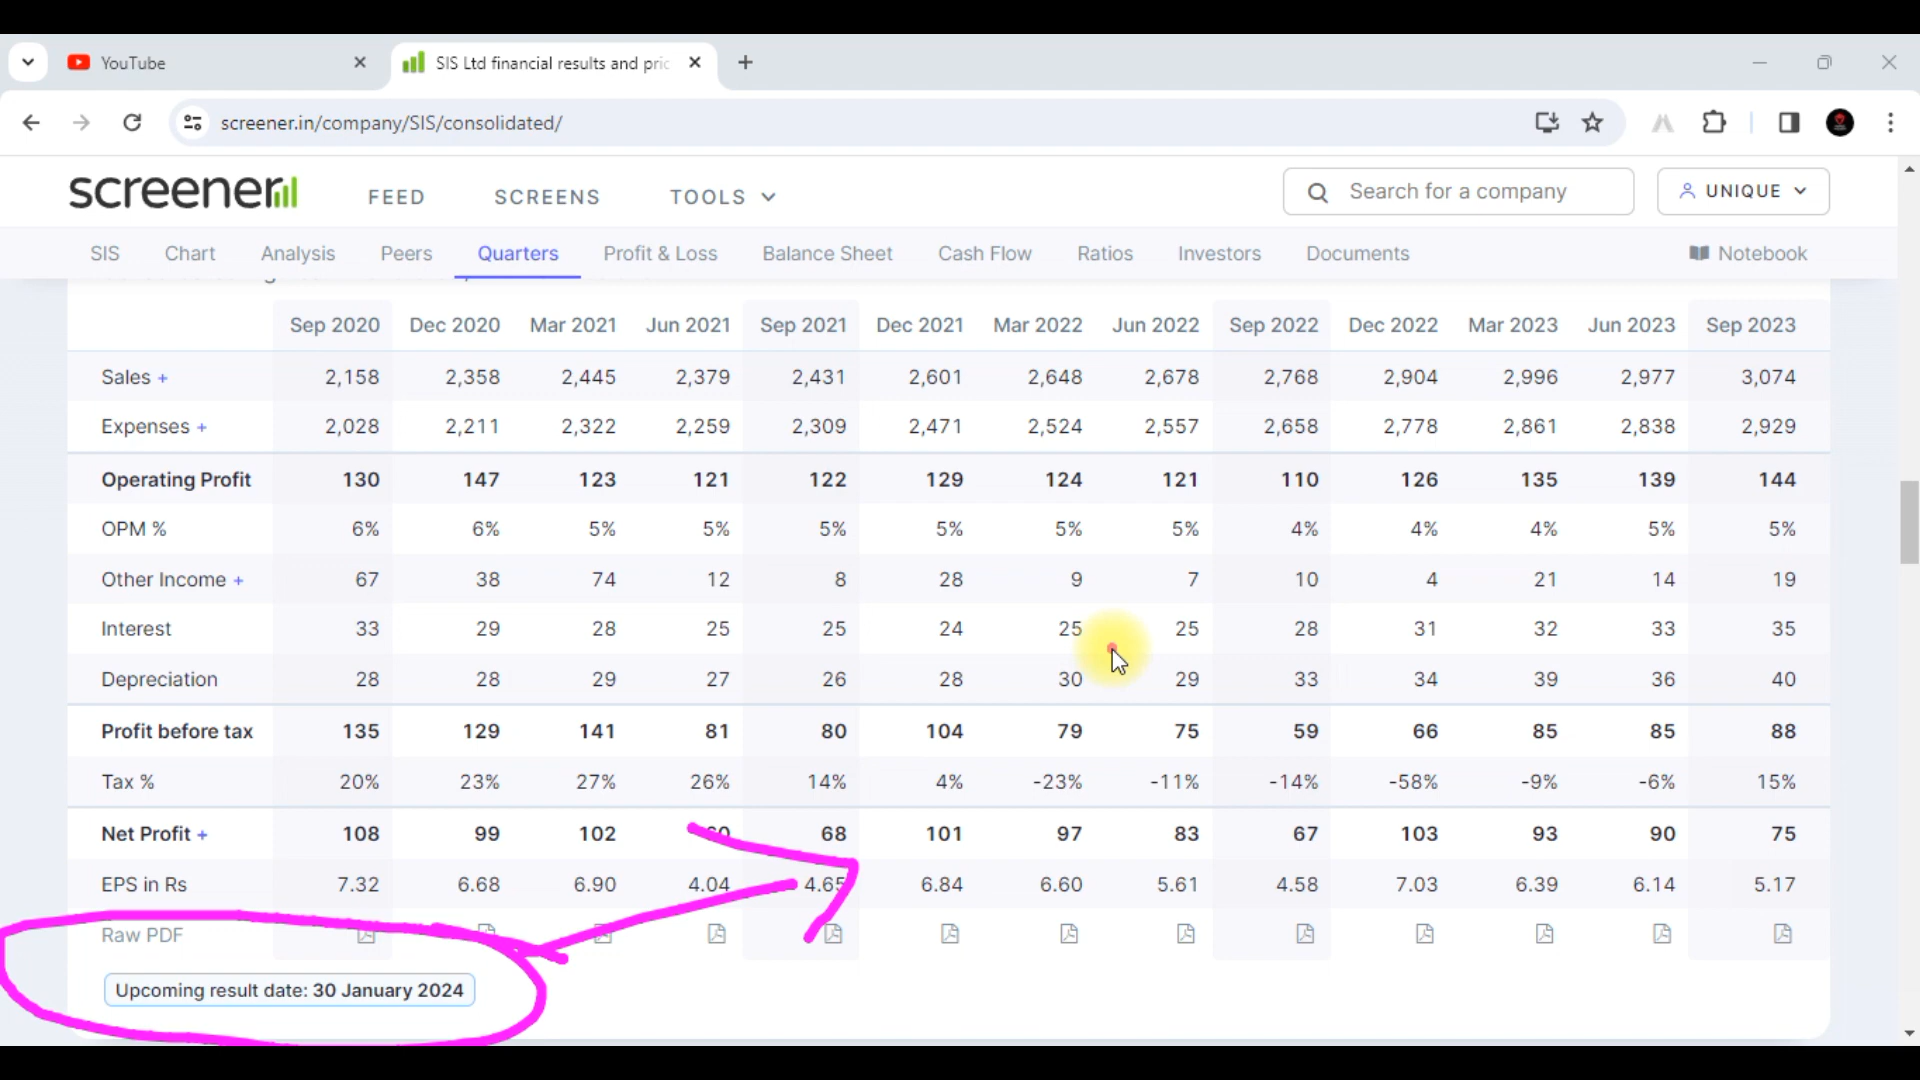 YouTube
SIS Ltd financial results and pric
screener.in/company/SIS/consolidated/
screener
FEED SCREENS TOOLS
Search for a company
UNIQUE
SIS Chart Analysis Peers Quarters Profit & Loss Balance Sheet Cash Flow Ratios Investors Documents Notebook
Sep 2020 Dec 2020 Mar 2021 Jun 2021 Sep 2021 Dec 2021 Mar 2022 Jun 2022 Sep 2022 Dec 2022 Mar 2023 Jun 2023 Sep 2023
Sales + 2,158 2,358 2,445 2,379 2,431 2,601 2,648 2,678 2,768 2,904 2,996 2,977 3,074
Expenses + 2,028 2,211 2,322 2,259 2,309 2,471 2,524 2,557 2,658 2,778 2,861 2,838 2,929
Operating Profit 130 147 123 121 122 129 124 121 110 126 135 139 144
OPM % 6% 6% 5% 5% 5% 5% 5% 5% 4% 4% 4% 5% 5%
Other Income + 67 38 74 12 8 28 9 7 10 4 21 14 19
Interest 33 29 28 25 25 24 25 25 28 31 32 33 35
Depreciation 28 28 29 27 26 28 30 29 33 34 39 36 40
Profit before tax 135 129 141 81 80 104 79 75 59 66 85 85 88
Tax % 20% 23% 27% 26% 14% 4% -23% -11% -14% -58% -9% -6% 15%
Net Profit + 108 99 102 68 101 97 83 67 103 93 90 75
EPS in Rs 7.32 6.68 6.90 4.04 4.65 6.84 6.60 5.61 4.58 7.03 6.39 6.14 5.17
Raw PDF
Upcoming result date: 30 January 2024